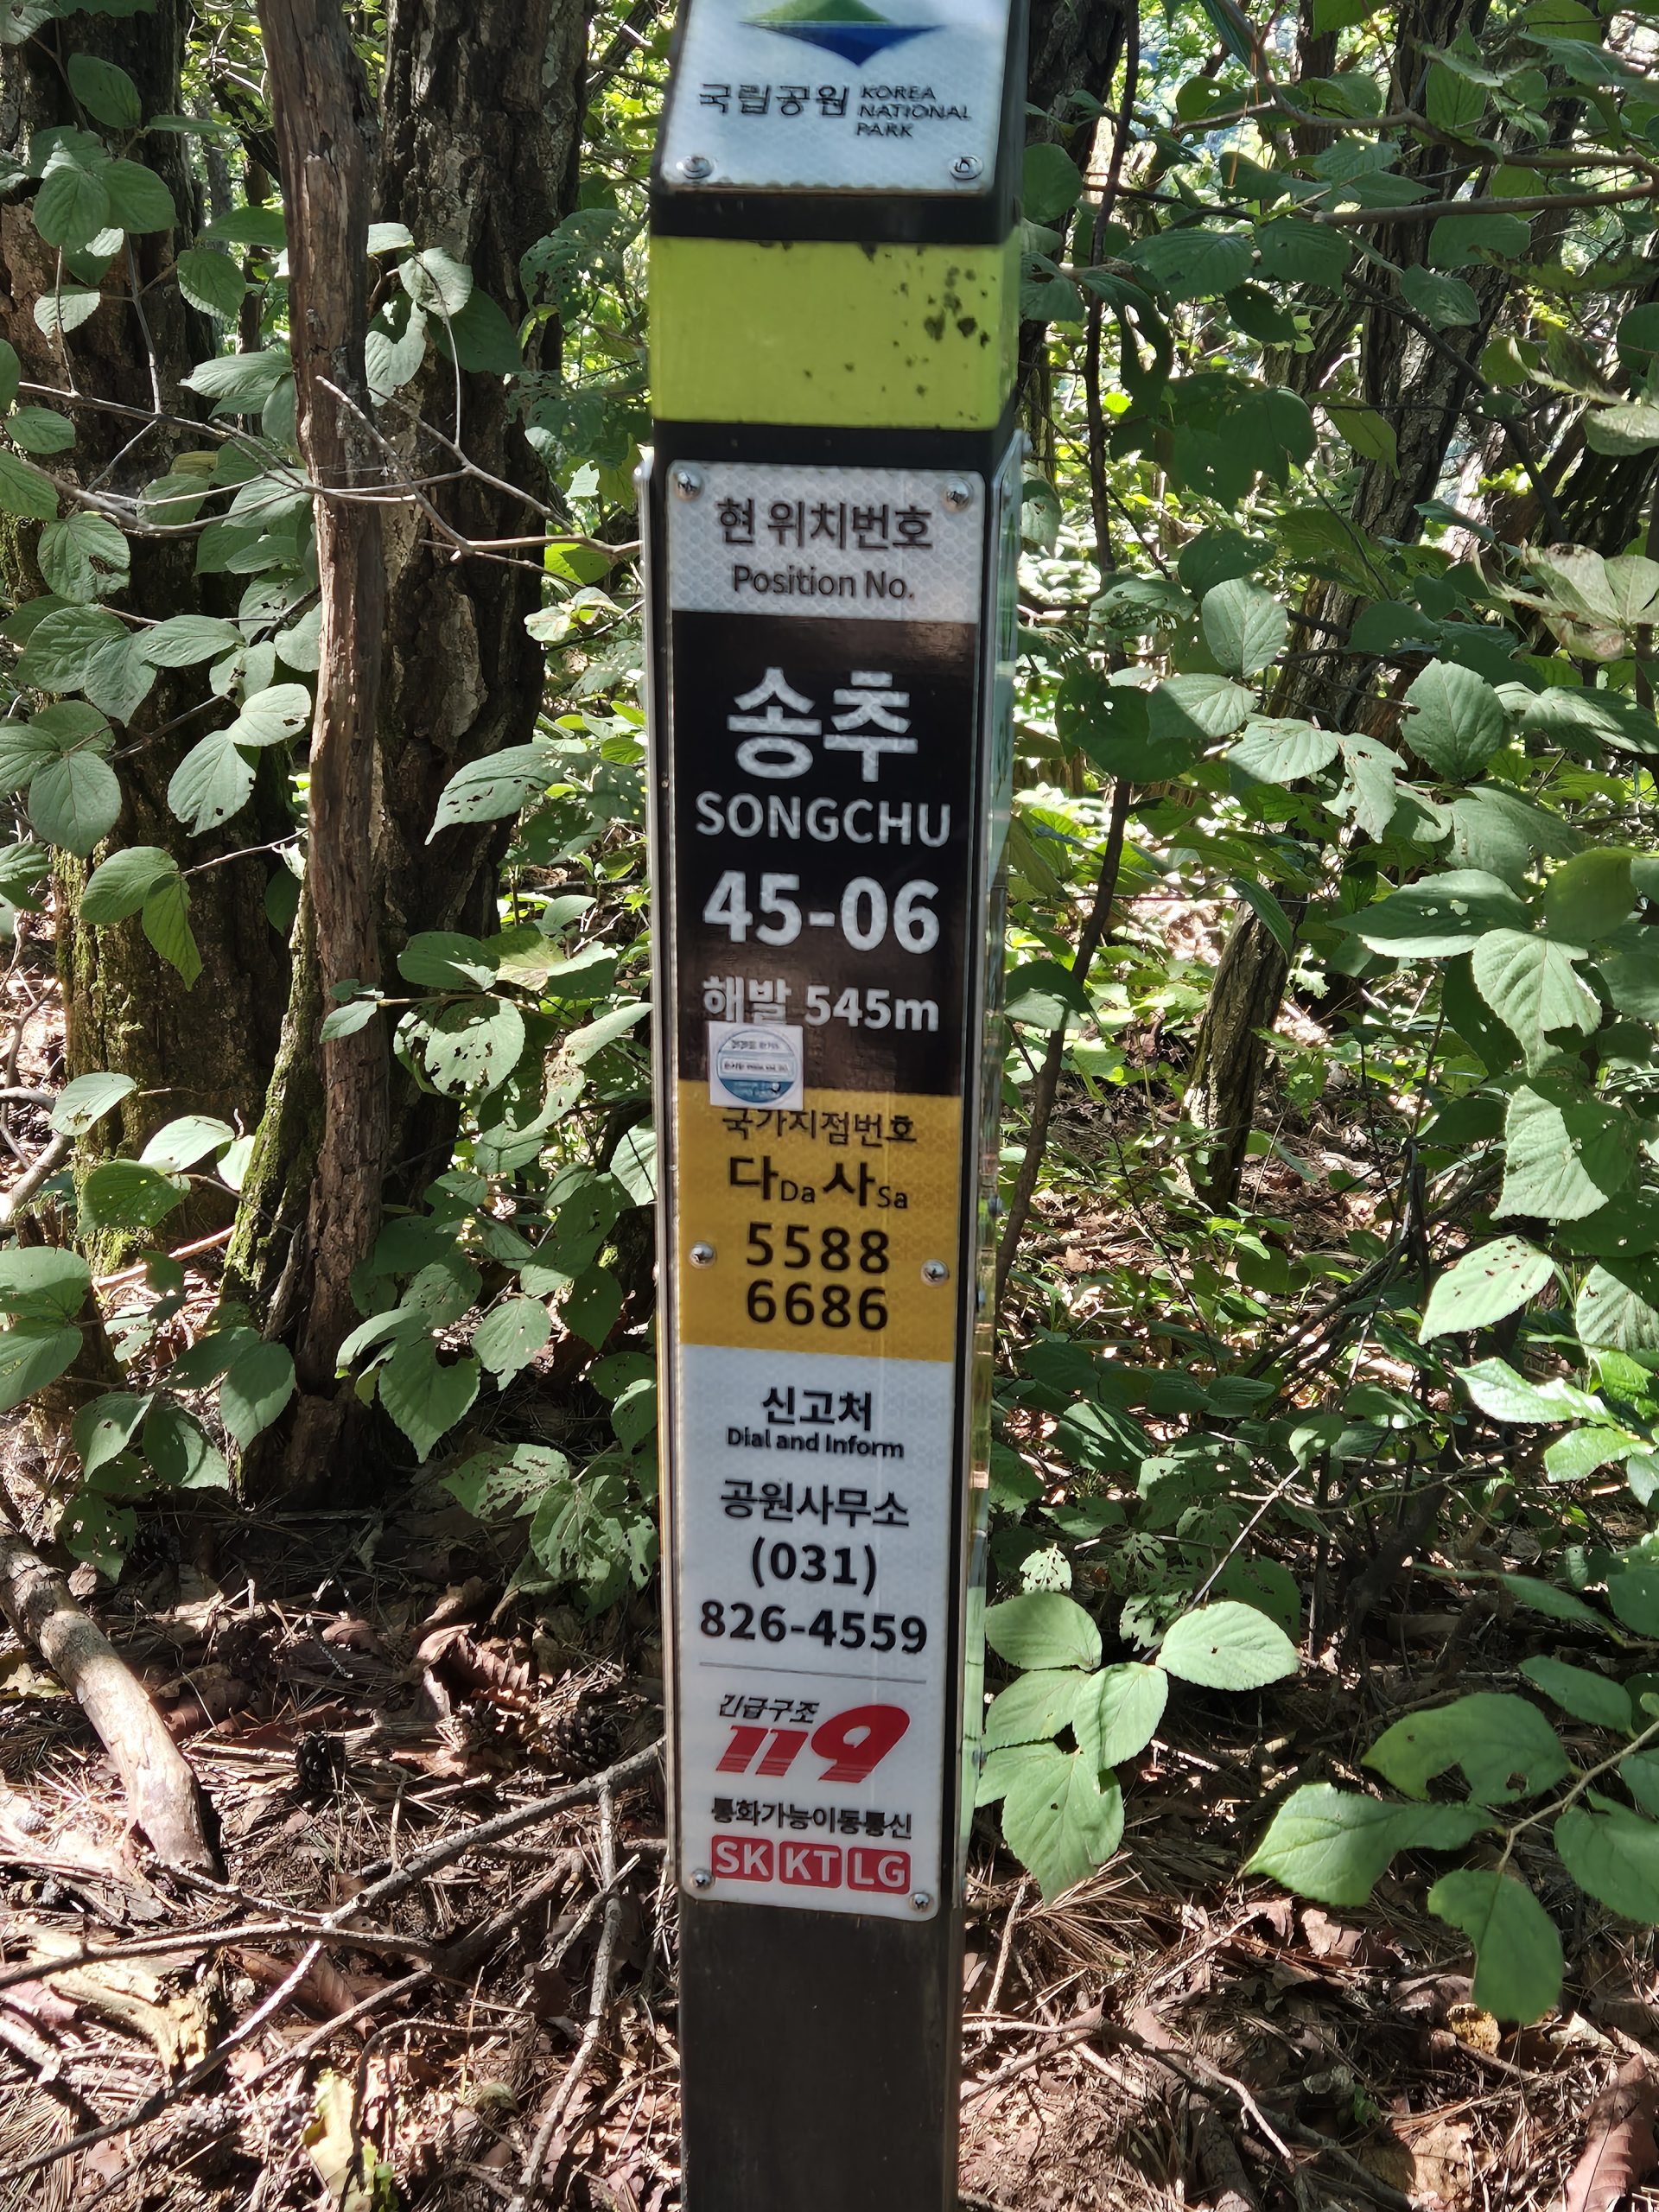 국립공원 KOREA
NATIONAL
PARK
현 위치번호
Position No.
송추
SONGCHU
45-06
해발 545m
국가지점번호
다Da 사Sa
5588
6686
신고처
Dial and Inform
공원사무소
(031)
826-4559
긴급구조
119
통화가능이동통신
SK KT LG